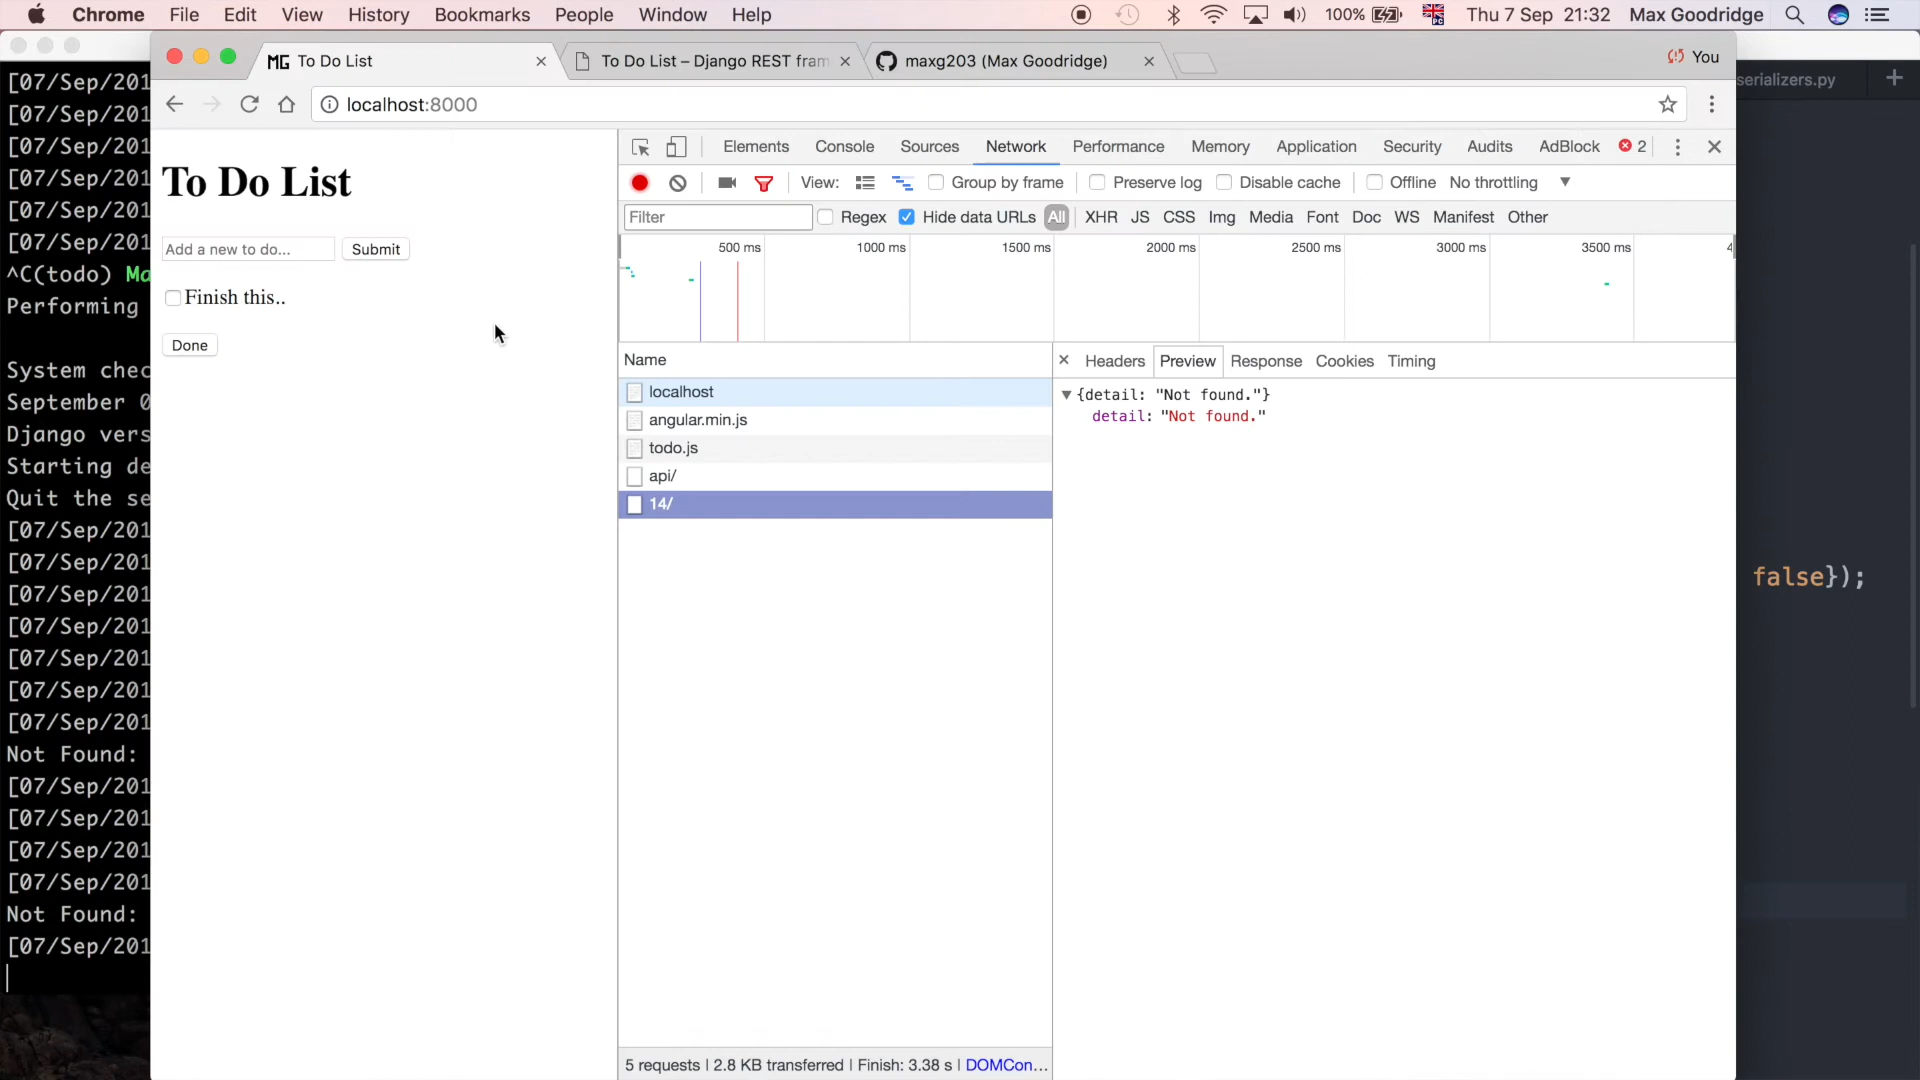 Chrome File Edit View History Bookmarks People Window Help 100% Thu 7 Sep 21:32 Max Goodridge
MG To Do List
To Do List – Django REST fram
maxg203 (Max Goodridge)
You
serializers.py
localhost:8000
To Do List
Add a new to do...
Submit
Finish this..
Done
Elements Console Sources Network Performance Memory Application Security Audits AdBlock 2
View: Group by frame Preserve log Disable cache Offline No throttling
Filter Regex Hide data URLs All XHR JS CSS Img Media Font Doc WS Manifest Other
500 ms 1000 ms 1500 ms 2000 ms 2500 ms 3000 ms 3500 ms 4
Name
localhost
angular.min.js
todo.js
api/
14/
Headers Preview Response Cookies Timing
{detail: "Not found."}
detail: "Not found."
5 requests | 2.8 KB transferred | Finish: 3.38 s | DOMCon...
[07/Sep/201
[07/Sep/201
[07/Sep/201
[07/Sep/201
[07/Sep/201
[07/Sep/201
^C(todo) Ma
Performing
System chec
September 0
Django vers
Starting de
Quit the se
[07/Sep/201
[07/Sep/201
[07/Sep/201
[07/Sep/201
[07/Sep/201
[07/Sep/201
[07/Sep/201
Not Found:
[07/Sep/201
[07/Sep/201
[07/Sep/201
[07/Sep/201
Not Found:
[07/Sep/201
false});